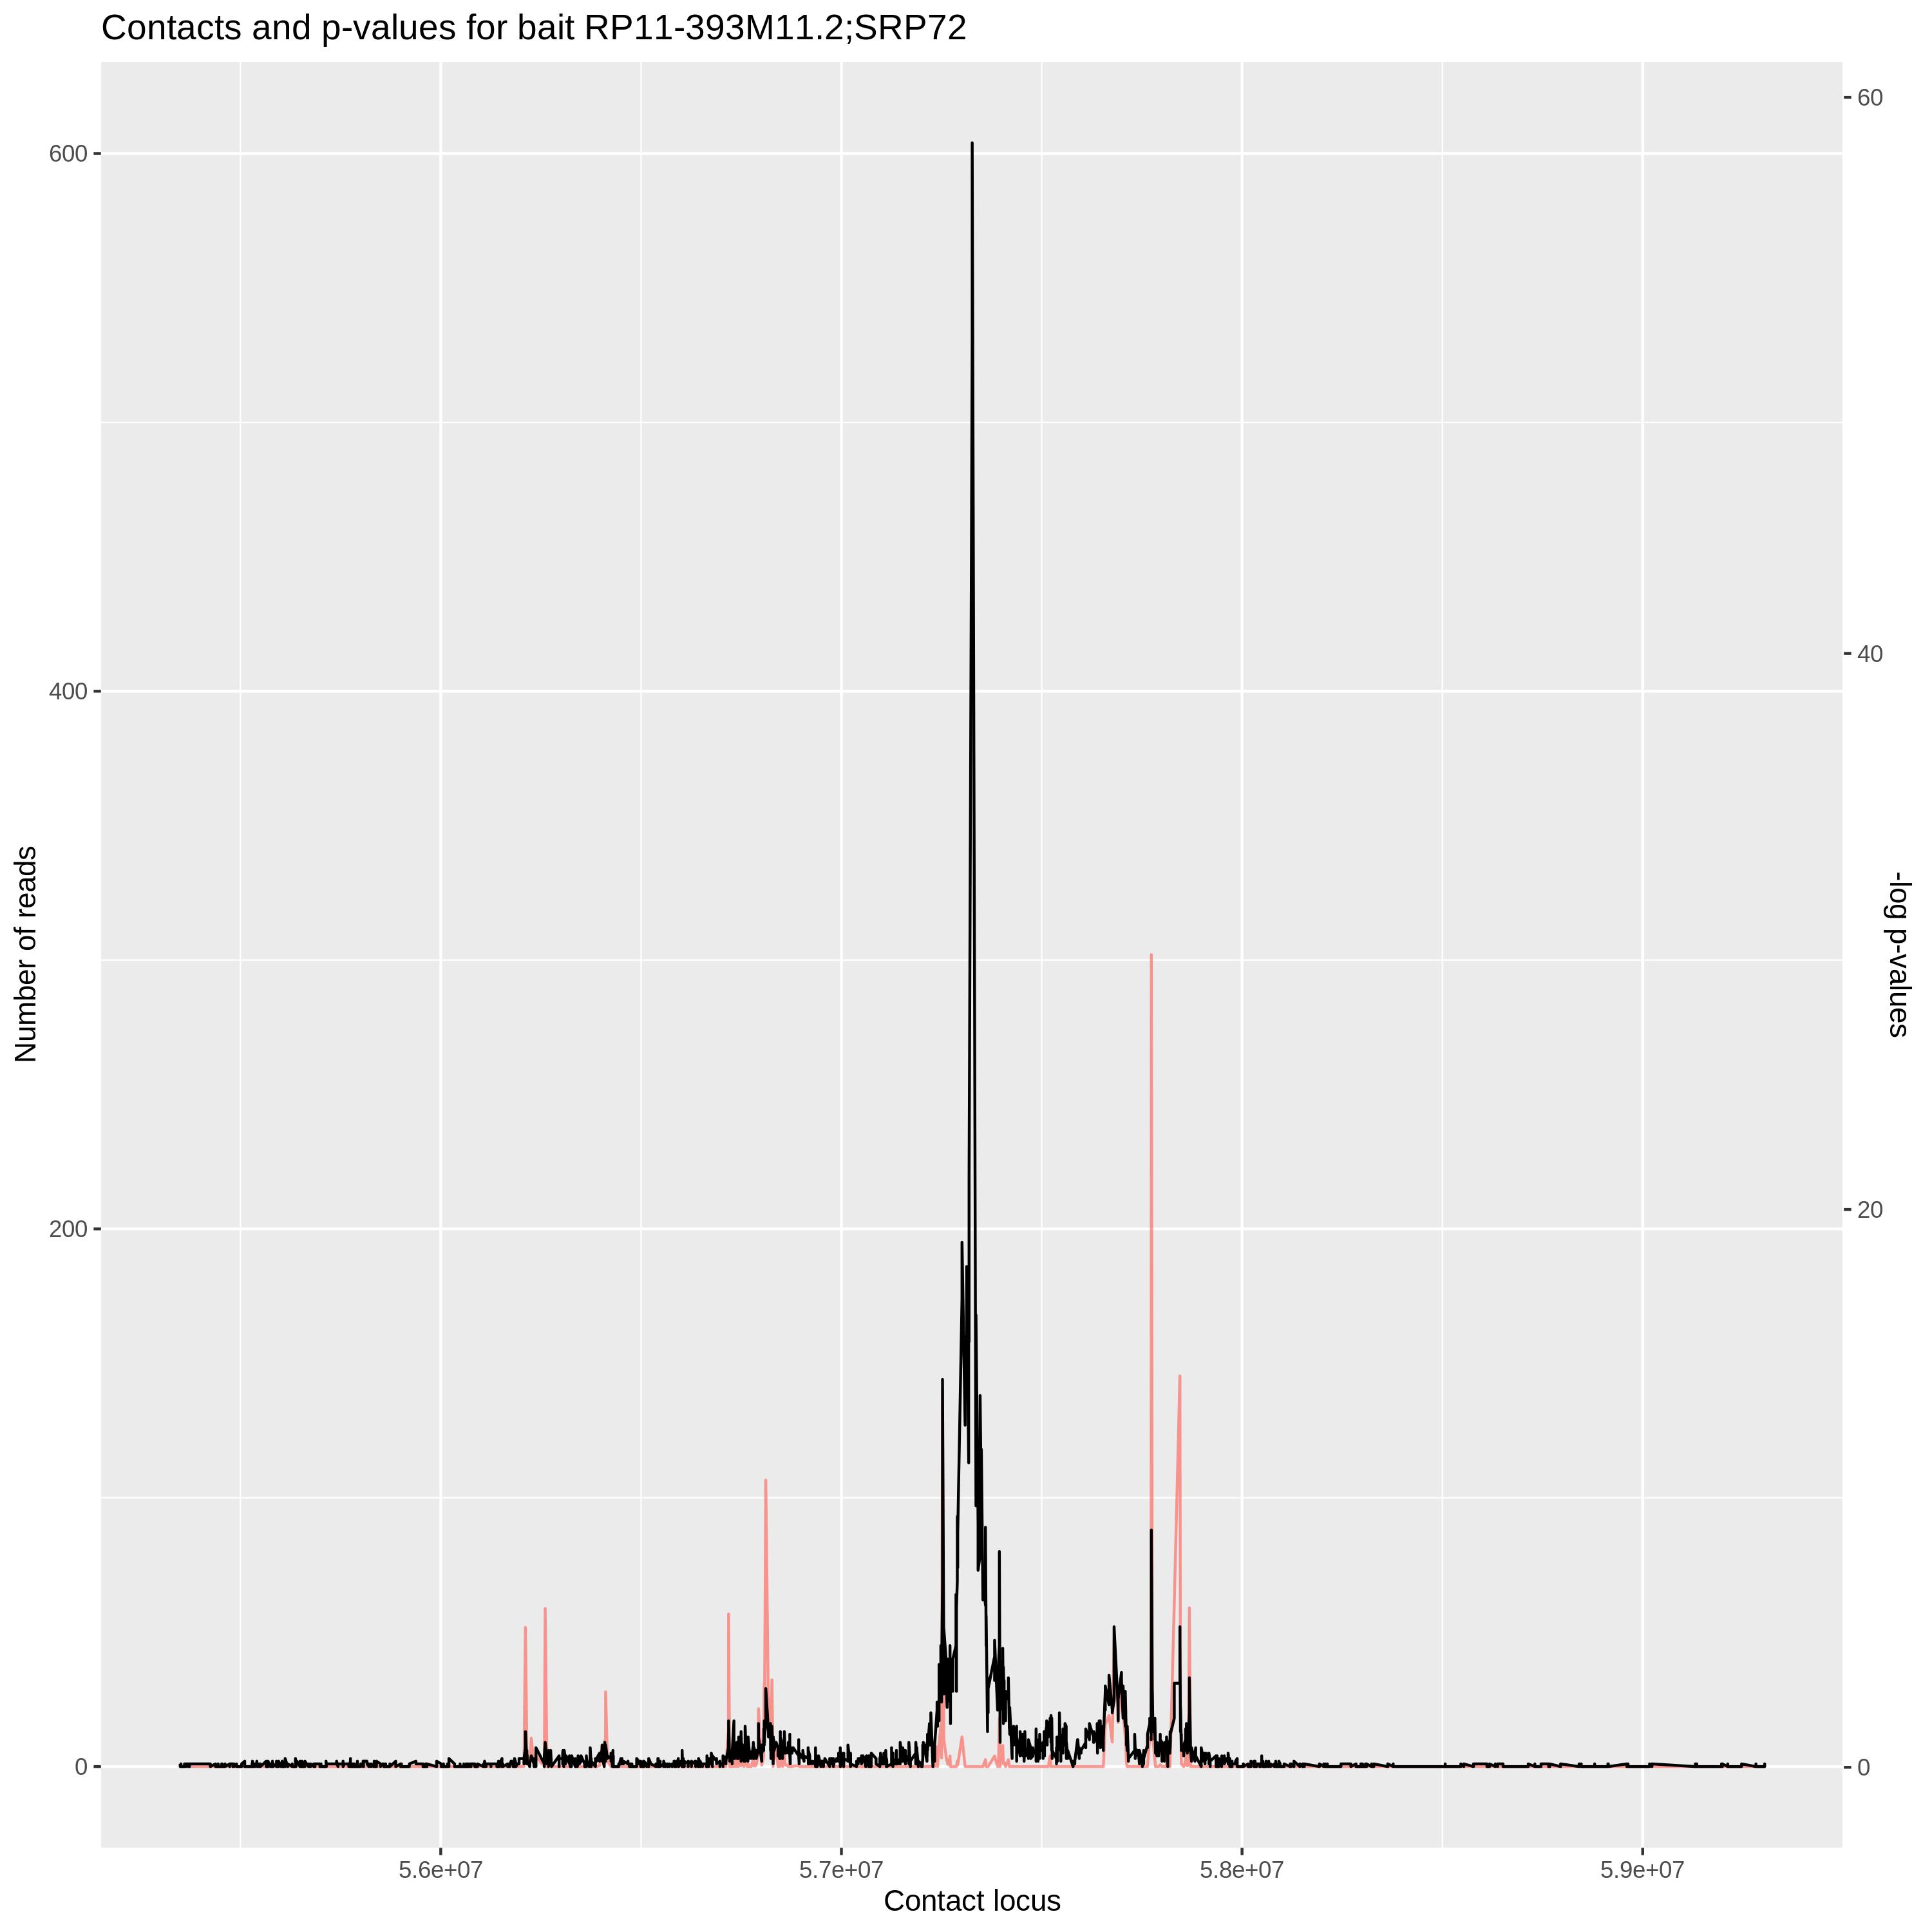 Contacts and p-values for bait RP11-393M11.2;SRP72
600
400
200
0
Number of reads
60
40
20
0
-log p-values
5.6e+07
5.7e+07
5.8e+07
5.9e+07
Contact locus